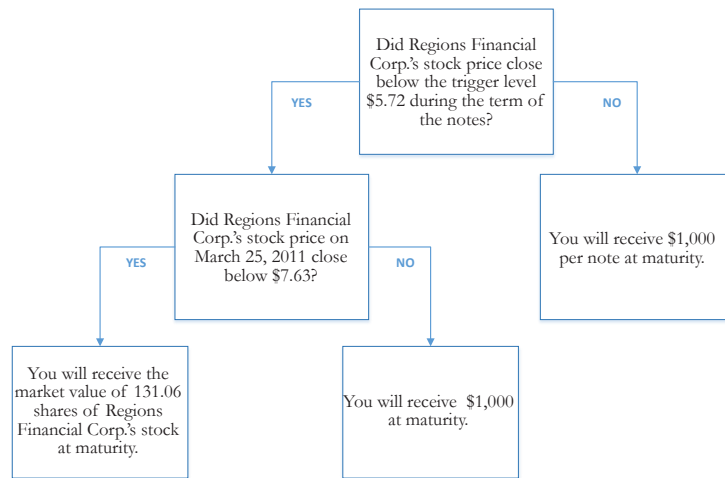 Did Regions Financial
Corp.'s stock price close
below the trigger level
$5.72 during the term of
the notes?
YES
NO
Did Regions Financial
Corp.'s stock price on
March 25, 2011 close
below $7.63?
You will receive $1,000
per note at maturity.
YES
NO
You will receive the
market value of 131.06
shares of Regions
Financial Corp.'s stock
at maturity.
You will receive $1,000
at maturity.